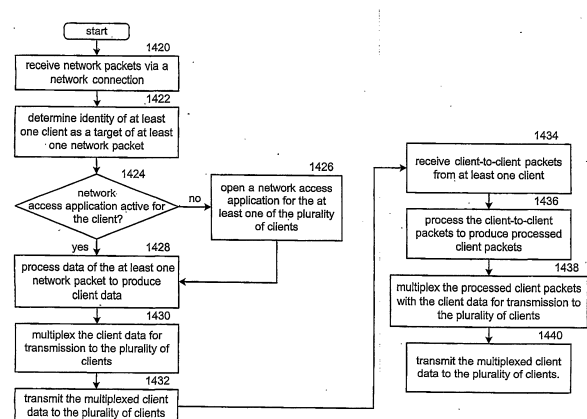 start
1420
receive network packets via a
network connection
1422
determine identity of at least
one client as a target of at least
one network packet
1424
network
access application active for
the client?
no
1426
open a network access
application for the at
least one of the plurality
of clients
yes
1428
process data of the at least one
network packet to produce
client data
1430
multiplex the client data for
transmission to the plurality of
clients
1432
transmit the multiplexed client
data to the plurality of clients
1434
receive client-to-client packets
from at least one client
1436
process the client-to-client
packets to produce processed
client packets
1438
multiplex the processed client packets
with the client data for transmission to
the plurality of clients
1440
transmit the multiplexed client
data to the plurality of clients.